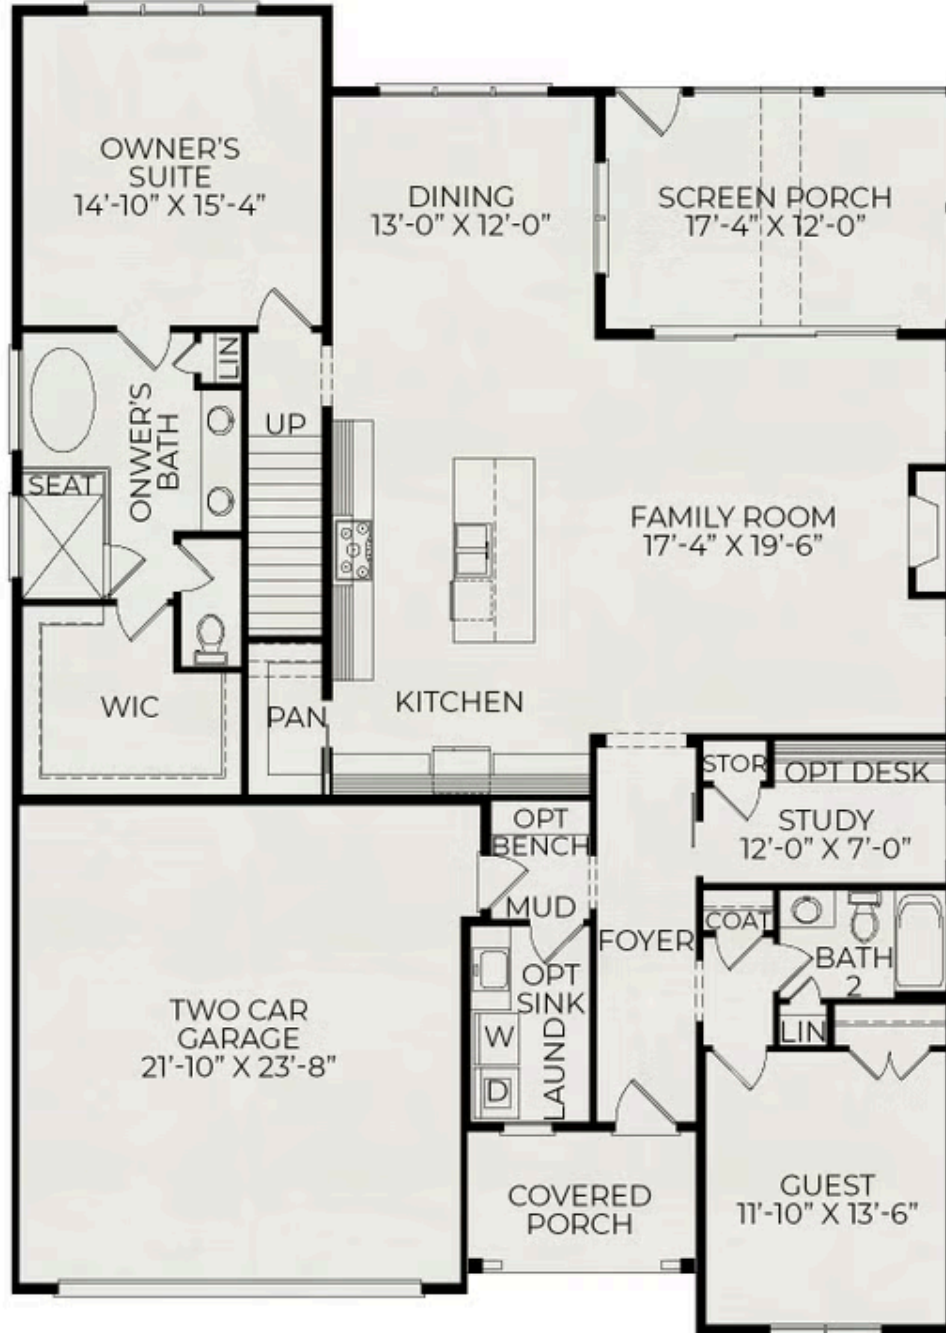 OWNER'S
SUITE
14'-10" X 15'-4"
DINING
13'-0" X 12'-0"
SCREEN PORCH
17'-4" X 12'-0"
LIN
UP
ONWER'S
BATH
SEAT
FAMILY ROOM
17'-4" X 19'-6"
WIC
PAN
KITCHEN
STOR
OPT DESK
STUDY
12'-0" X 7'-0"
OPT
BENCH
MUD
FOYER
COAT
BATH
2
LIN
OPT
SINK
W
D
LAUND
TWO CAR
GARAGE
21'-10" X 23'-8"
COVERED
PORCH
GUEST
11'-10" X 13'-6"